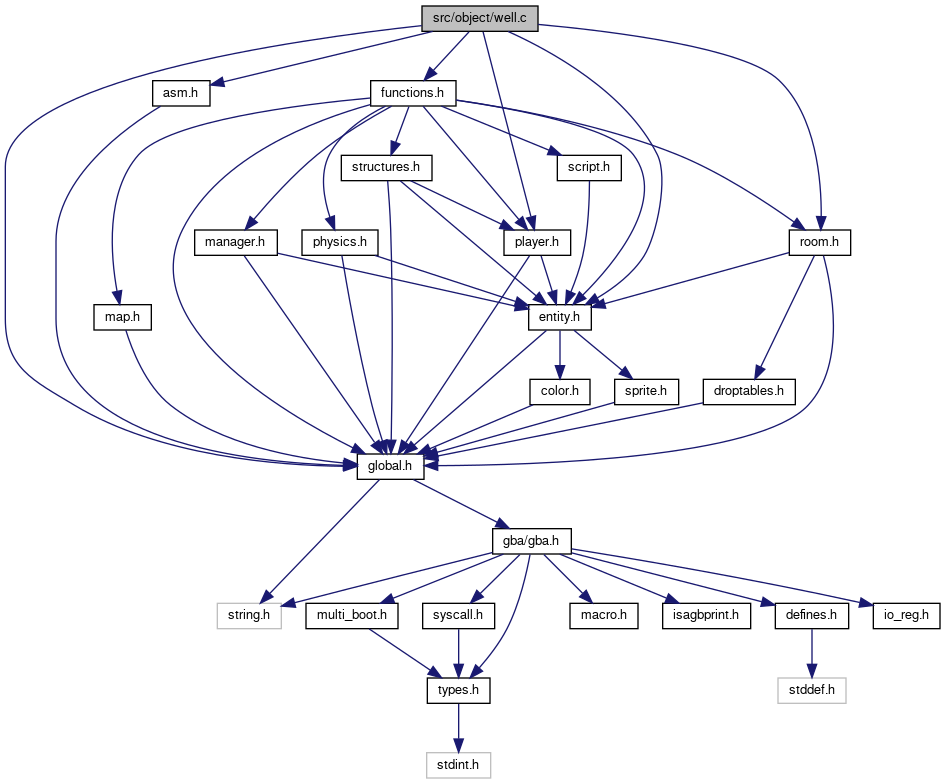 src/object/well.c
asm.h
functions.h
structures.h
script.h
manager.h
physics.h
player.h
room.h
map.h
entity.h
color.h
sprite.h
droptables.h
global.h
gba/gba.h
string.h
multi_boot.h
syscall.h
macro.h
isagbprint.h
defines.h
io_reg.h
types.h
stddef.h
stdint.h